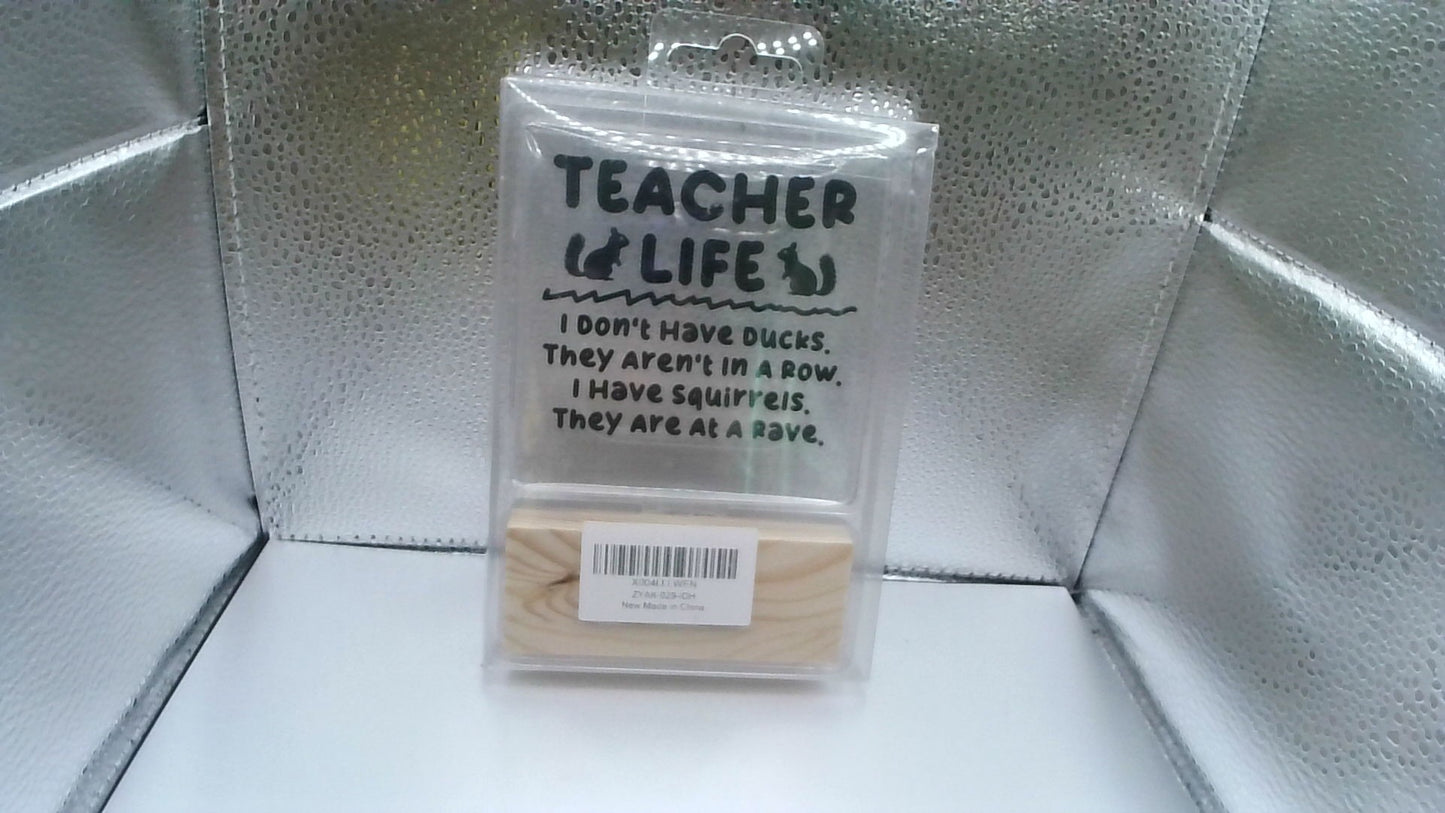 TEACHER
LIFE
I Don't Have Ducks.
They Aren't In A Row.
I Have Squirrels.
They Are At A Rave.
New Made in China